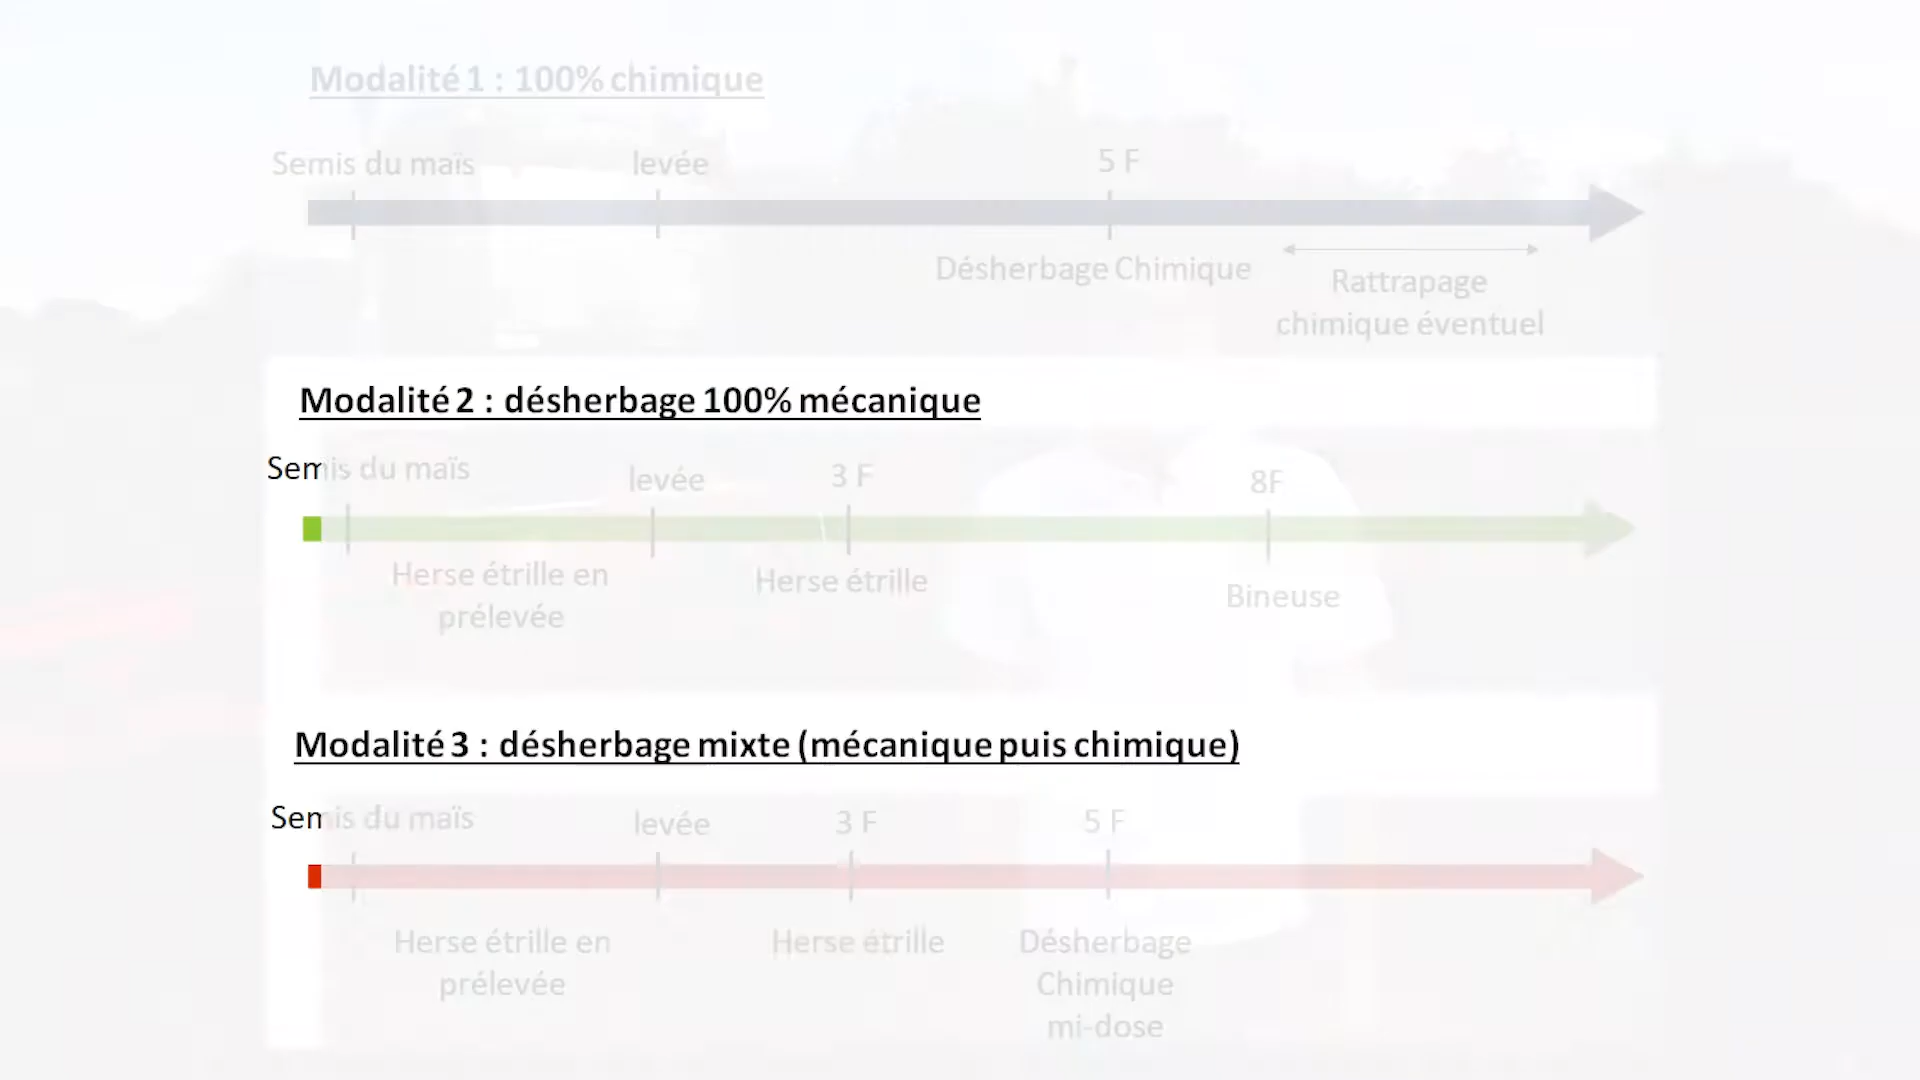 Modalité 1 : 100% chimique
Semis du maïs levée 5 F
Désherbage Chimique
Rattrapage
chimique éventuel
Modalité 2 : désherbage 100% mécanique
Semis du maïs levée 3 F 8F
Herse étrille en
prélevée
Herse étrille
Bineuse
Modalité 3 : désherbage mixte (mécanique puis chimique)
Semis du maïs levée 3 F 5 F
Herse étrille en
prélevée
Herse étrille
Désherbage
Chimique
mi-dose